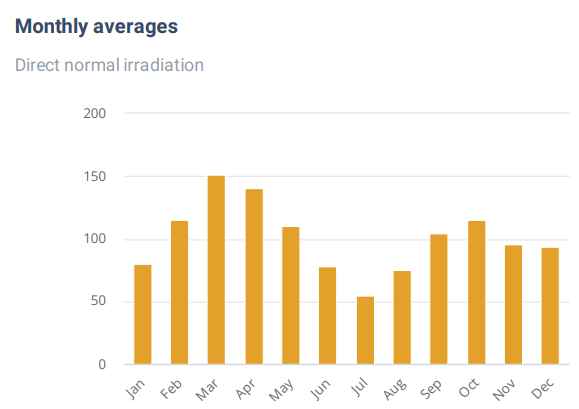 Monthly averages
Direct normal irradiation
200
150
100
50
0
Jan Feb Mar Apr May Jun Jul Aug Sep Oct Nov Dec